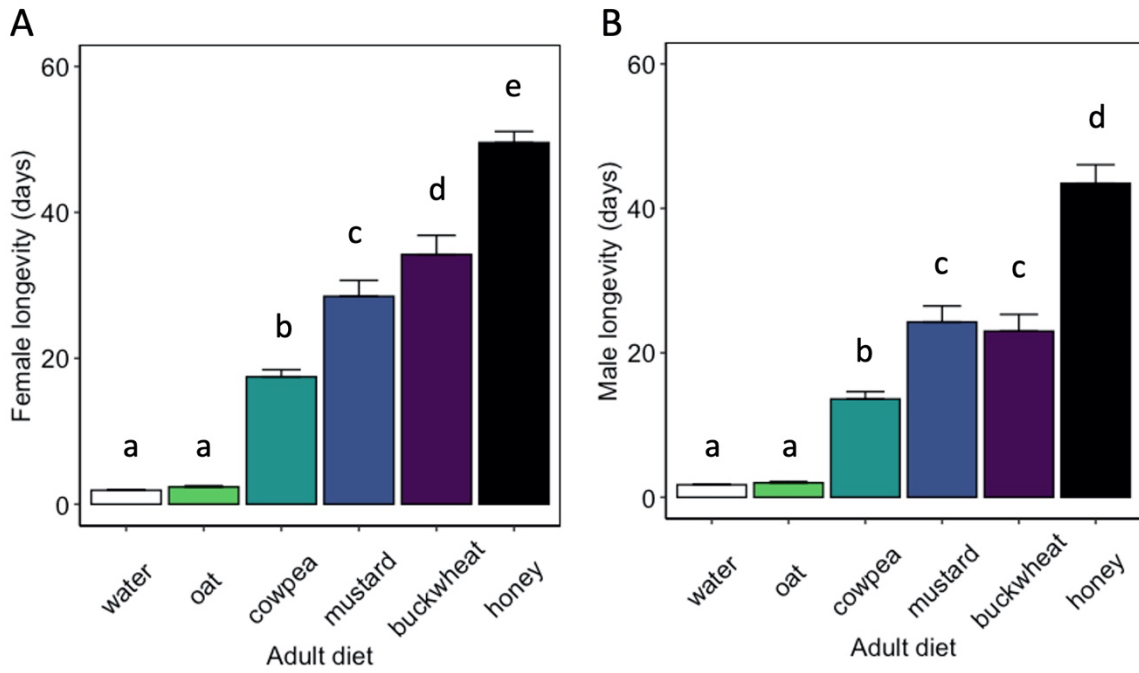 A
Female longevity (days)
60
40
20
0
a
a
b
c
d
e
water
oat
cowpea
mustard
buckwheat
honey
Adult diet
B
Male longevity (days)
60
40
20
0
a
a
b
c
c
d
water
oat
cowpea
mustard
buckwheat
honey
Adult diet